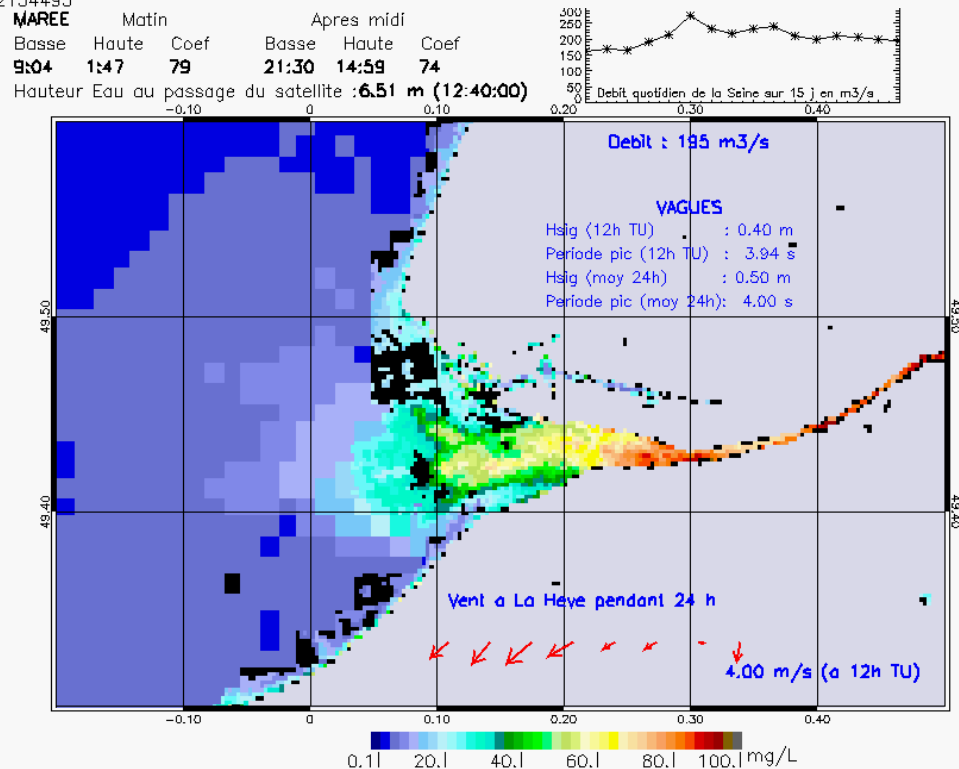 MAREE Matin Apres midi
Basse Haute Coef Basse Haute Coef
9:04 1:47 79 21:30 14:59 74
Hauteur Eau au passage du satellite :6.51 m (12:40:00)
300
250
200
150
100
50
0
Debit quotidien de la Seine sur 15 j en m3/s
-0.10 0 0.10 0.20 0.30 0.40
Debit : 195 m3/s
VAGUES
Hsig (12h TU) : 0.40 m
Periode pic (12h TU) : 3.94 s
Hsig (moy 24h) : 0.50 m
Periode pic (moy 24h): 4.00 s
49.50 49.50
49.40 49.40
Vent a La Heve pendant 24 h
4.00 m/s (a 12h TU)
-0.10 0 0.10 0.20 0.30 0.40
0.1| 20.| 40.| 60.| 80.| 100.| mg/L